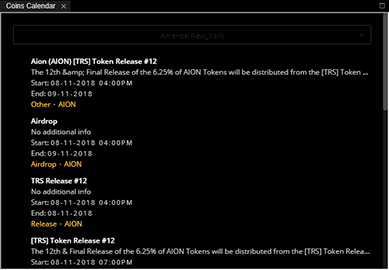 Coins Calendar
America/New_York
Aion (AION) [TRS] Token Release #12
The 12th &amp; Final Release of the 6.25% of AION Tokens will be distributed from the [TRS] Token ...
Start: 08-11-2018 04:00PM
End: 09-11-2018
Other · AION
Airdrop
No additional info
Start: 08-11-2018 04:00PM
End: 09-11-2018
Airdrop · AION
TRS Release #12
No additional info
Start: 08-11-2018 04:00PM
End: 09-11-2018
Release · AION
[TRS] Token Release #12
The 12th & Final Release of the 6.25% of AION Tokens will be distributed from the [TRS] Token Relea...
Start: 08-11-2018 07:00PM